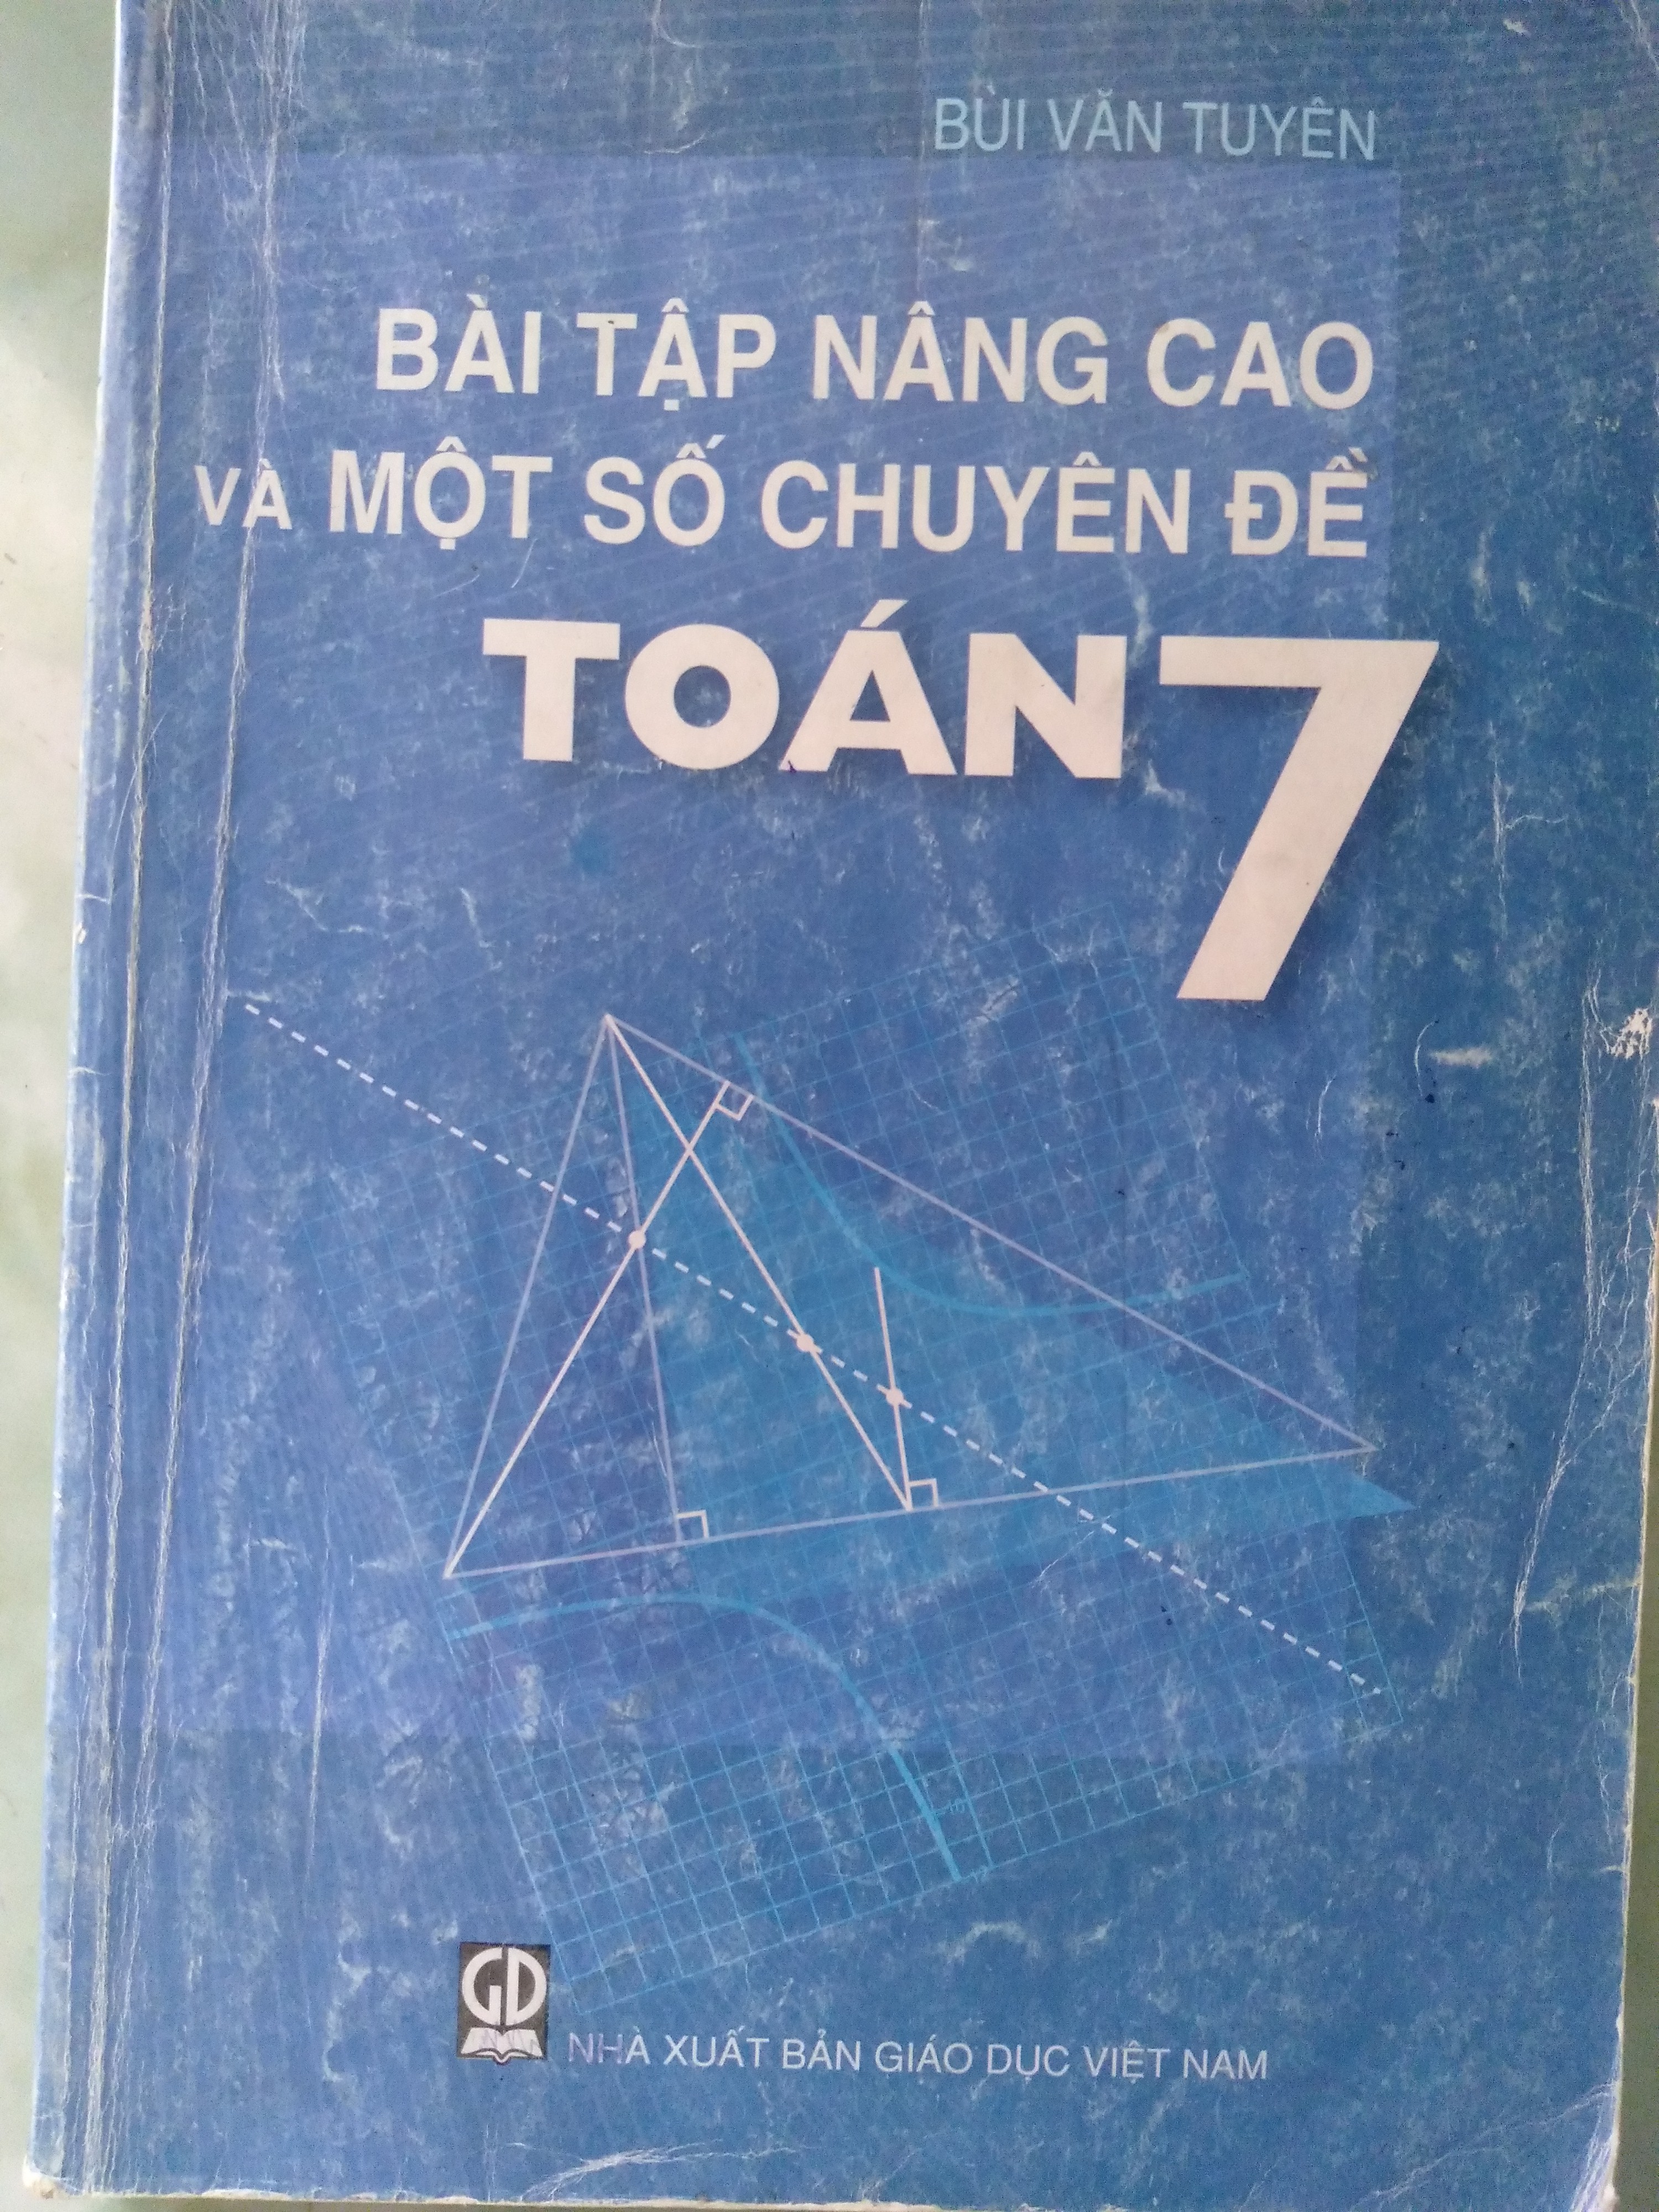 BÙI VĂN TUYÊN
BÀI TẬP NÂNG CAO
VÀ MỘT SỐ CHUYÊN ĐỀ
TOÁN 7
GD
NHÀ XUẤT BẢN GIÁO DỤC VIỆT NAM